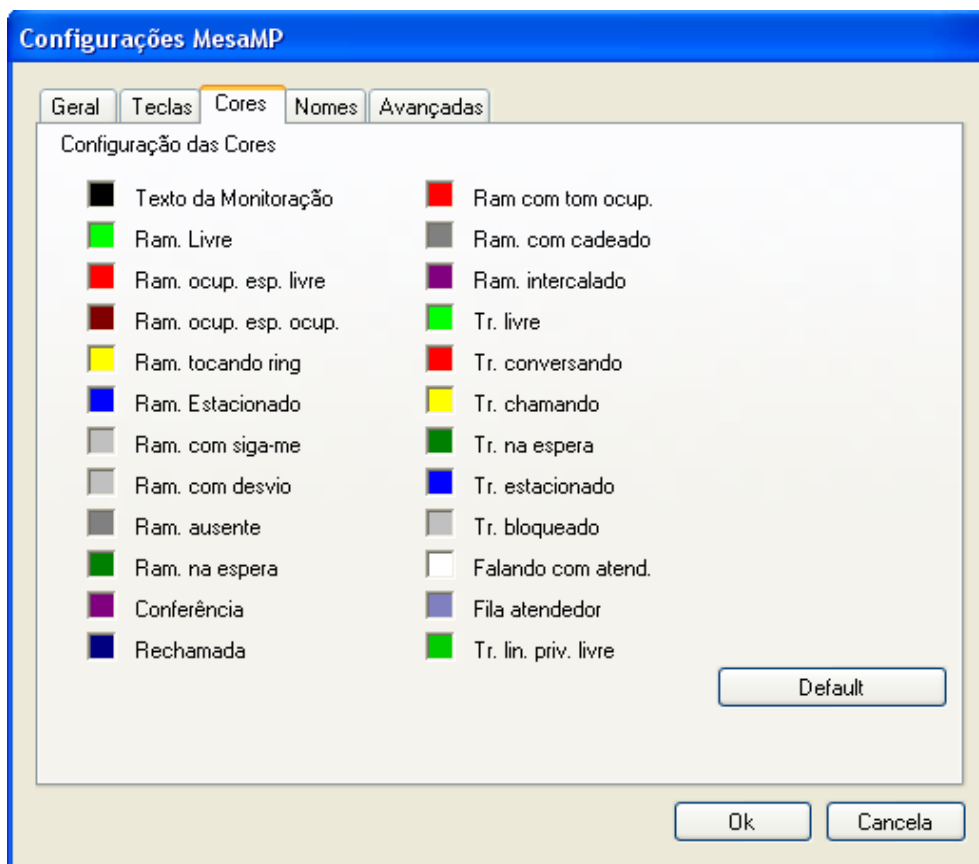 Configurações MesaMP
Geral Teclas Cores Nomes Avançadas
Configuração das Cores
Texto da Monitoração
Ram. Livre
Ram. ocup. esp. livre
Ram. ocup. esp. ocup.
Ram. tocando ring
Ram. Estacionado
Ram. com siga-me
Ram. com desvio
Ram. ausente
Ram. na espera
Conferência
Rechamada
Ram com tom ocup.
Ram. com cadeado
Ram. intercalado
Tr. livre
Tr. conversando
Tr. chamando
Tr. na espera
Tr. estacionado
Tr. bloqueado
Falando com atend.
Fila atendedor
Tr. lin. priv. livre
Default
Ok Cancela